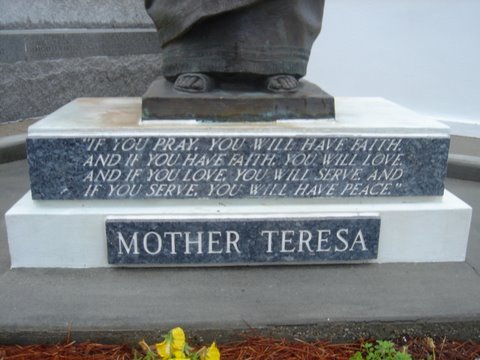 "IF YOU PRAY, YOU WILL HAVE FAITH,
AND IF YOU HAVE FAITH, YOU WILL LOVE,
AND IF YOU LOVE, YOU WILL SERVE, AND
IF YOU SERVE, YOU WILL HAVE PEACE."
MOTHER TERESA